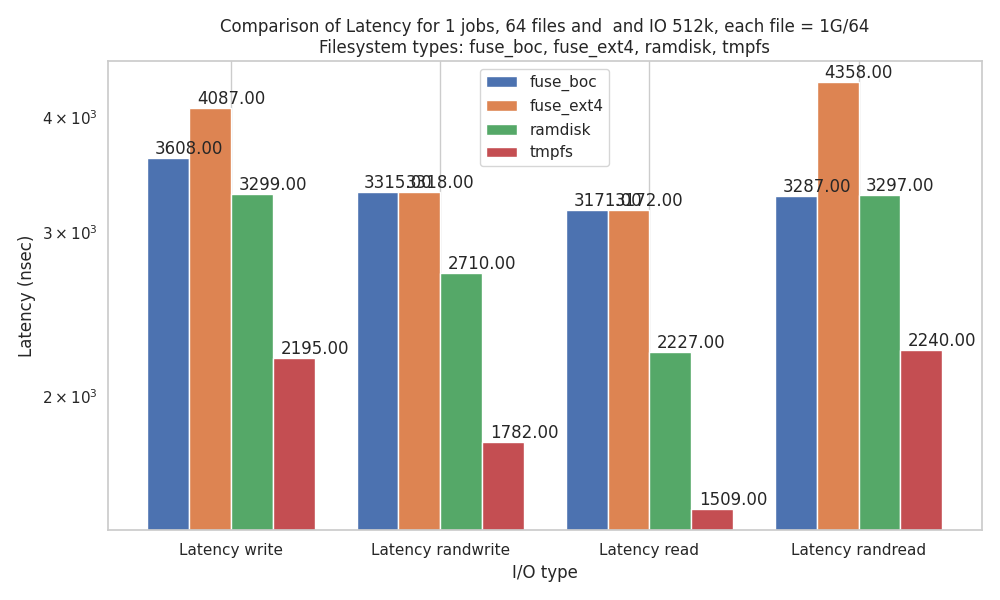 Comparison of Latency for 1 jobs, 64 files and  and IO 512k, each file = 1G/64
Filesystem types: fuse_boc, fuse_ext4, ramdisk, tmpfs
fuse_boc
fuse_ext4
ramdisk
tmpfs
Latency (nsec)
4 × 10³
3 × 10³
2 × 10³
3608.00
4087.00
3299.00
2195.00
3315.00
3318.00
2710.00
1782.00
3171.00
3172.00
2227.00
1509.00
3287.00
4358.00
3297.00
2240.00
Latency write
Latency randwrite
Latency read
Latency randread
I/O type